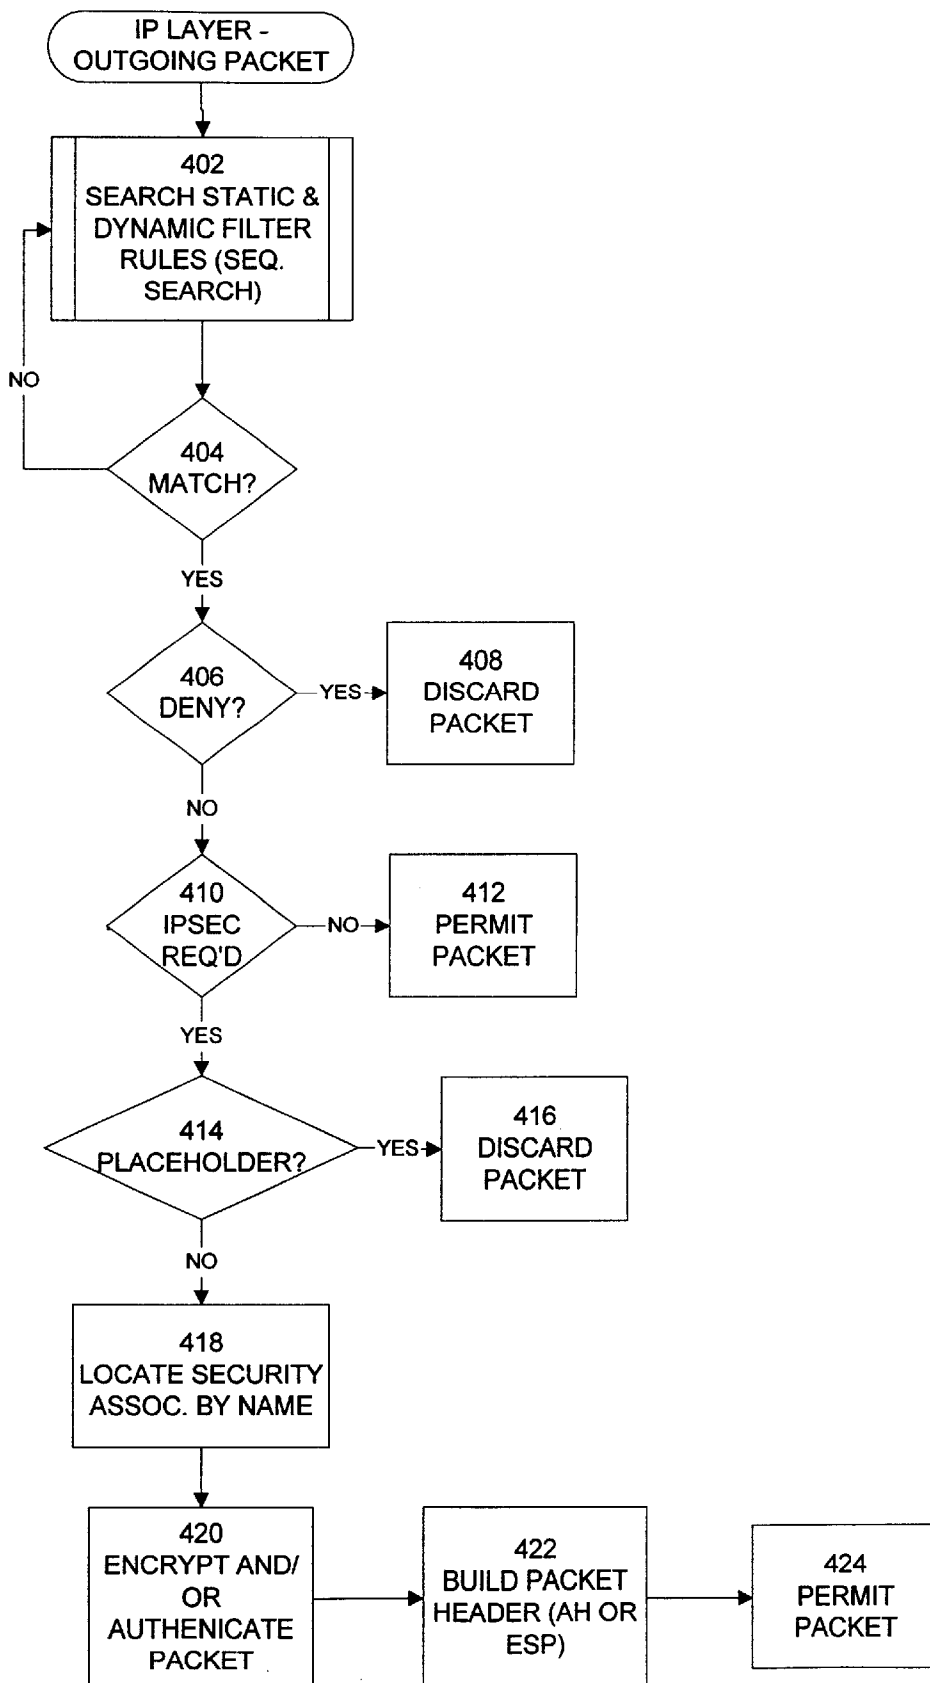 IP LAYER -
OUTGOING PACKET
402
SEARCH STATIC &
DYNAMIC FILTER
RULES (SEQ.
SEARCH)
NO
404
MATCH?
YES
406
DENY?
YES
408
DISCARD
PACKET
NO
410
IPSEC
REQ'D
NO
412
PERMIT
PACKET
YES
414
PLACEHOLDER?
YES
416
DISCARD
PACKET
NO
418
LOCATE SECURITY
ASSOC. BY NAME
420
ENCRYPT AND/
OR
AUTHENICATE
PACKET
422
BUILD PACKET
HEADER (AH OR
ESP)
424
PERMIT
PACKET